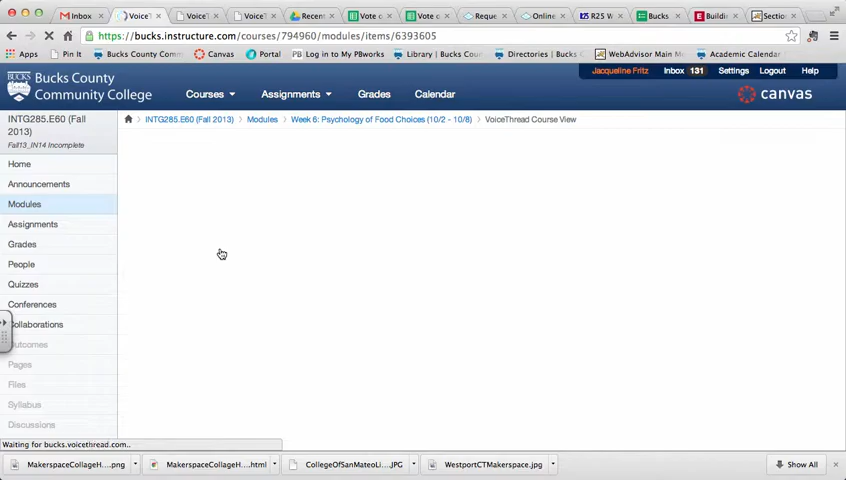 Inbox
VoiceT
VoiceT
VoiceT
Recent
Vote c
Vote c
Reque
Online
R25 W
Bucks
Buildin
Section
https://bucks.instructure.com/courses/794960/modules/items/6393605
Apps
Pin It
Bucks County Commu
Canvas
Portal
Log in to My PBworks
Library | Bucks Coun
Directories | Bucks C
WebAdvisor Main M
Academic Calendar
BUCKS
Bucks County
Community College
Courses
Assignments
Grades
Calendar
Jacqueline Fritz
Inbox 131
Settings
Logout
Help
canvas
INTG285.E60 (Fall
2013)
Fall13_IN14 Incomplete
INTG285.E60 (Fall 2013)
Modules
Week 6: Psychology of Food Choices (10/2 - 10/8)
VoiceThread Course View
Home
Announcements
Modules
Assignments
Grades
People
Quizzes
Conferences
Collaborations
Outcomes
Pages
Files
Syllabus
Discussions
Waiting for bucks.voicethread.com...
MakerspaceCollageH....png
MakerspaceCollageH....html
CollegeOfSanMateoLi....JPG
WestportCTMakerspace.jpg
Show All